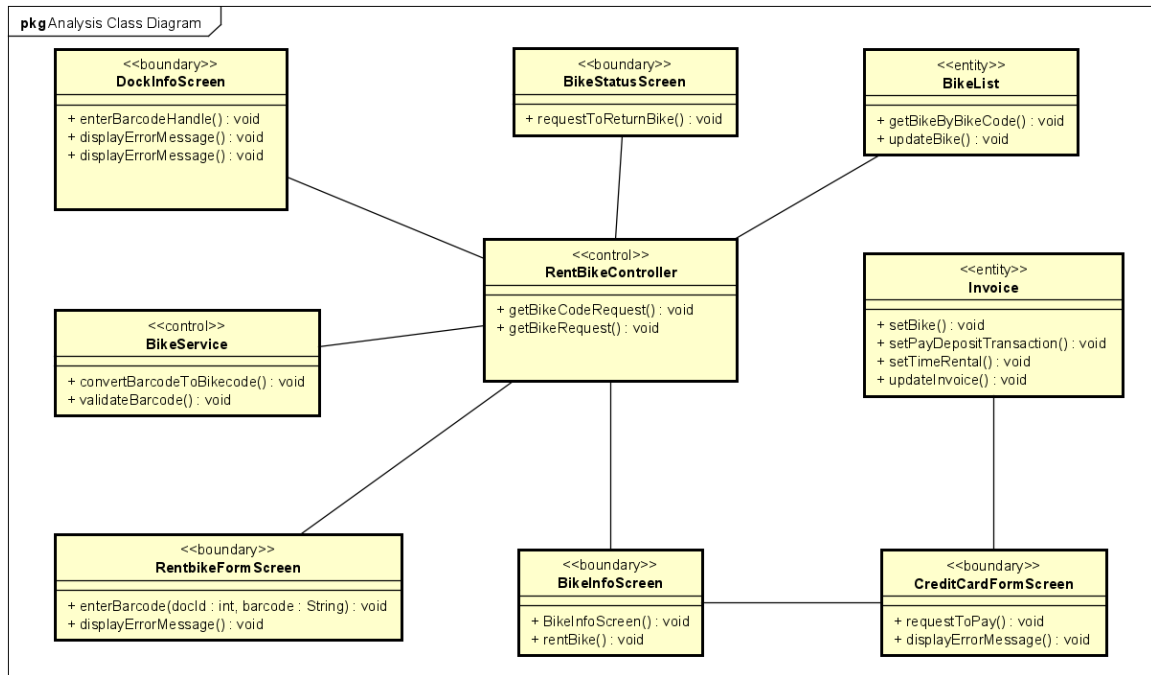 pkg Analysis Class Diagram
<<boundary>>
DockInfoScreen
+ enterBarcodeHandle() : void
+ displayErrorMessage() : void
+ displayErrorMessage() : void
<<boundary>>
BikeStatusScreen
+ requestToReturnBike() : void
<<entity>>
BikeList
+ getBikeByBikeCode() : void
+ updateBike() : void
<<control>>
RentBikeController
+ getBikeCodeRequest() : void
+ getBikeRequest() : void
<<entity>>
Invoice
+ setBike() : void
+ setPayDepositTransaction() : void
+ setTimeRental() : void
+ updateInvoice() : void
<<control>>
BikeService
+ convertBarcodeToBikecode() : void
+ validateBarcode() : void
<<boundary>>
RentbikeFormScreen
+ enterBarcode(docId : int, barcode : String) : void
+ displayErrorMessage() : void
<<boundary>>
BikeInfoScreen
+ BikeInfoScreen() : void
+ rentBike() : void
<<boundary>>
CreditCardFormScreen
+ requestToPay() : void
+ displayErrorMessage() : void